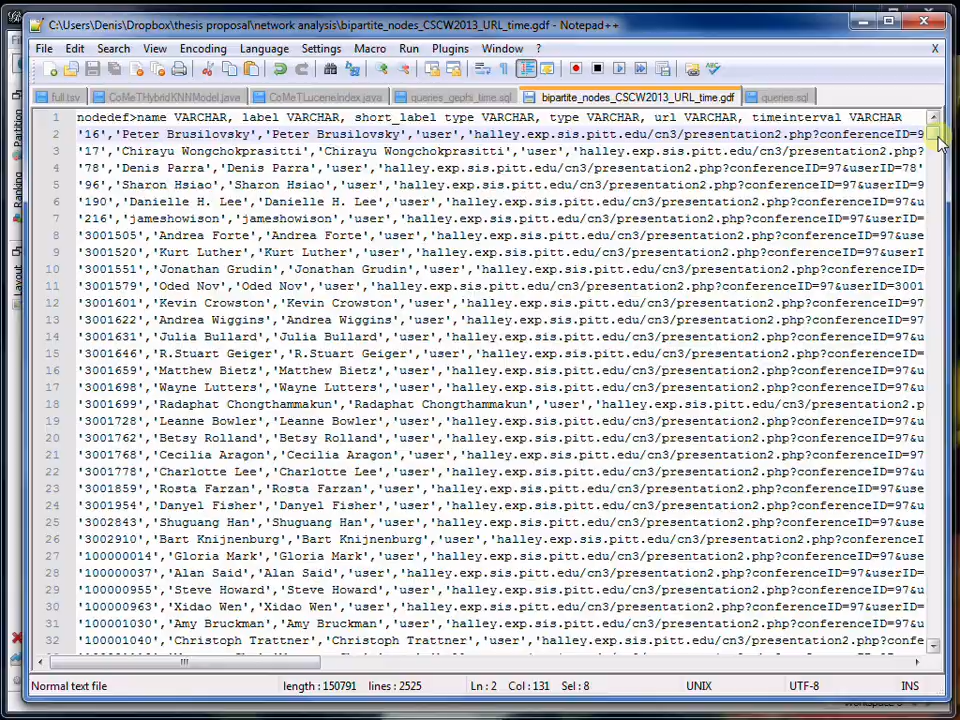 C:\Users\Denis\Dropbox\thesis proposal\network analysis\bipartite_nodes_CSCW2013_URL_time.gdf - Notepad++
File Edit Search View Encoding Language Settings Macro Run Plugins Window ? X
full.tsv CoMeTHybridKNNModel.java CoMeTLuceneIndex.java queries_gephi_time.sql bipartite_nodes_CSCW2013_URL_time.gdf queries.sql
1 nodedef>name VARCHAR, label VARCHAR, short_label type VARCHAR, type VARCHAR, url VARCHAR, timeinterval VARCHAR
2 '16','Peter Brusilovsky','Peter Brusilovsky','user','halley.exp.sis.pitt.edu/cn3/presentation2.php?conferenceID=9
3 '17','Chirayu Wongchokprasitti','Chirayu Wongchokprasitti','user','halley.exp.sis.pitt.edu/cn3/presentation2.php?
4 '78','Denis Parra','Denis Parra','user','halley.exp.sis.pitt.edu/cn3/presentation2.php?conferenceID=97&userID=78'
5 '96','Sharon Hsiao','Sharon Hsiao','user','halley.exp.sis.pitt.edu/cn3/presentation2.php?conferenceID=97&userID=9
6 '190','Danielle H. Lee','Danielle H. Lee','user','halley.exp.sis.pitt.edu/cn3/presentation2.php?conferenceID=97&u
7 '216','jameshowison','jameshowison','user','halley.exp.sis.pitt.edu/cn3/presentation2.php?conferenceID=97&userID=
8 '3001505','Andrea Forte','Andrea Forte','user','halley.exp.sis.pitt.edu/cn3/presentation2.php?conferenceID=97&use
9 '3001520','Kurt Luther','Kurt Luther','user','halley.exp.sis.pitt.edu/cn3/presentation2.php?conferenceID=97&userI
10 '3001551','Jonathan Grudin','Jonathan Grudin','user','halley.exp.sis.pitt.edu/cn3/presentation2.php?conferenceID=
11 '3001579','Oded Nov','Oded Nov','user','halley.exp.sis.pitt.edu/cn3/presentation2.php?conferenceID=97&userID=3001
12 '3001601','Kevin Crowston','Kevin Crowston','user','halley.exp.sis.pitt.edu/cn3/presentation2.php?conferenceID=97
13 '3001622','Andrea Wiggins','Andrea Wiggins','user','halley.exp.sis.pitt.edu/cn3/presentation2.php?conferenceID=97
14 '3001631','Julia Bullard','Julia Bullard','user','halley.exp.sis.pitt.edu/cn3/presentation2.php?conferenceID=97&u
15 '3001646','R.Stuart Geiger','R.Stuart Geiger','user','halley.exp.sis.pitt.edu/cn3/presentation2.php?conferenceID=
16 '3001659','Matthew Bietz','Matthew Bietz','user','halley.exp.sis.pitt.edu/cn3/presentation2.php?conferenceID=97&u
17 '3001698','Wayne Lutters','Wayne Lutters','user','halley.exp.sis.pitt.edu/cn3/presentation2.php?conferenceID=97&u
18 '3001699','Radaphat Chongthammakun','Radaphat Chongthammakun','user','halley.exp.sis.pitt.edu/cn3/presentation2.p
19 '3001728','Leanne Bowler','Leanne Bowler','user','halley.exp.sis.pitt.edu/cn3/presentation2.php?conferenceID=97&u
20 '3001762','Betsy Rolland','Betsy Rolland','user','halley.exp.sis.pitt.edu/cn3/presentation2.php?conferenceID=97&u
21 '3001768','Cecilia Aragon','Cecilia Aragon','user','halley.exp.sis.pitt.edu/cn3/presentation2.php?conferenceID=97
22 '3001778','Charlotte Lee','Charlotte Lee','user','halley.exp.sis.pitt.edu/cn3/presentation2.php?conferenceID=97&u
23 '3001859','Rosta Farzan','Rosta Farzan','user','halley.exp.sis.pitt.edu/cn3/presentation2.php?conferenceID=97&use
24 '3001954','Danyel Fisher','Danyel Fisher','user','halley.exp.sis.pitt.edu/cn3/presentation2.php?conferenceID=97&u
25 '3002843','Shuguang Han','Shuguang Han','user','halley.exp.sis.pitt.edu/cn3/presentation2.php?conferenceID=97&use
26 '3002910','Bart Knijnenburg','Bart Knijnenburg','user','halley.exp.sis.pitt.edu/cn3/presentation2.php?conferenceI
27 '100000014','Gloria Mark','Gloria Mark','user','halley.exp.sis.pitt.edu/cn3/presentation2.php?conferenceID=97&use
28 '100000037','Alan Said','Alan Said','user','halley.exp.sis.pitt.edu/cn3/presentation2.php?conferenceID=97&userID=
29 '100000955','Steve Howard','Steve Howard','user','halley.exp.sis.pitt.edu/cn3/presentation2.php?conferenceID=97&u
30 '100000963','Xidao Wen','Xidao Wen','user','halley.exp.sis.pitt.edu/cn3/presentation2.php?conferenceID=97&userID=
31 '100001030','Amy Bruckman','Amy Bruckman','user','halley.exp.sis.pitt.edu/cn3/presentation2.php?conferenceID=97&u
32 '100001040','Christoph Trattner','Christoph Trattner','user','halley.exp.sis.pitt.edu/cn3/presentation2.php?confe
Normal text file length : 150791 lines : 2525 Ln : 2 Col : 131 Sel : 8 UNIX UTF-8 INS
Ranking
Layout